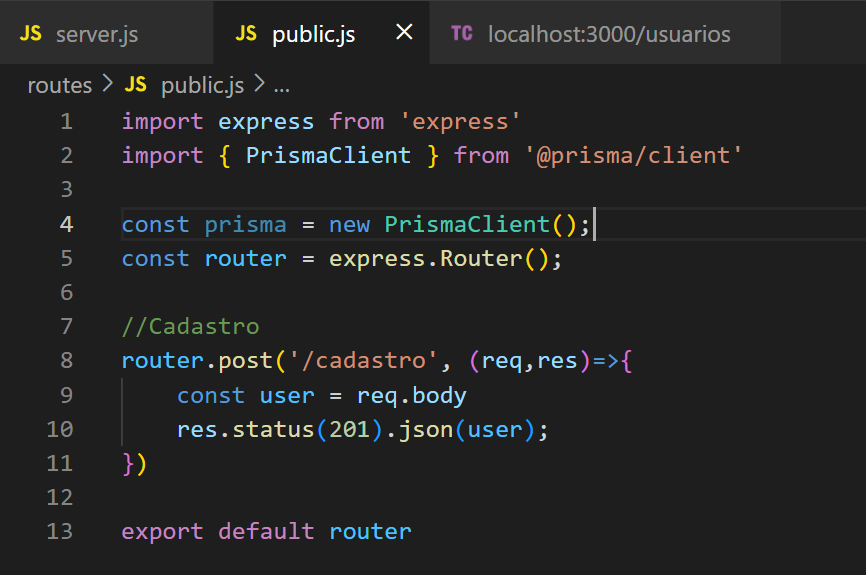 JS server.js JS public.js × TC localhost:3000/usuarios
routes > JS public.js > ...
1 import express from 'express'
2 import { PrismaClient } from '@prisma/client'
3
4 const prisma = new PrismaClient();
5 const router = express.Router();
6
7 //Cadastro
8 router.post('/cadastro', (req,res)=>{
9     const user = req.body
10     res.status(201).json(user);
11 })
12
13 export default router